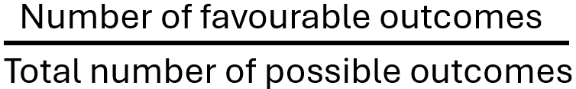 Number of favourable outcomes
Total number of possible outcomes